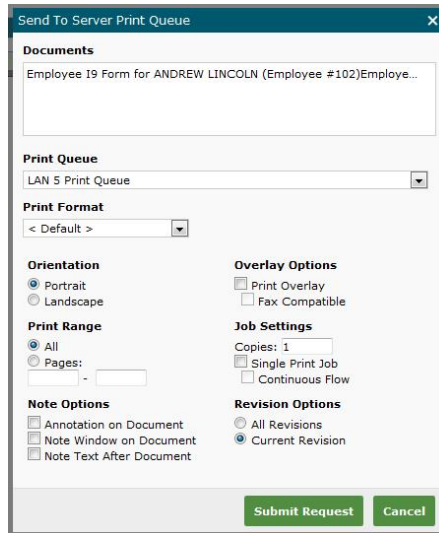 Send To Server Print Queue
Documents
Employee I9 Form for ANDREW LINCOLN (Employee #102)Employe...
Print Queue
LAN 5 Print Queue
Print Format
< Default >
Orientation
Portrait
Landscape
Print Range
All
Pages:
-
Note Options
Annotation on Document
Note Window on Document
Note Text After Document
Overlay Options
Print Overlay
Fax Compatible
Job Settings
Copies: 1
Single Print Job
Continuous Flow
Revision Options
All Revisions
Current Revision
Submit Request
Cancel